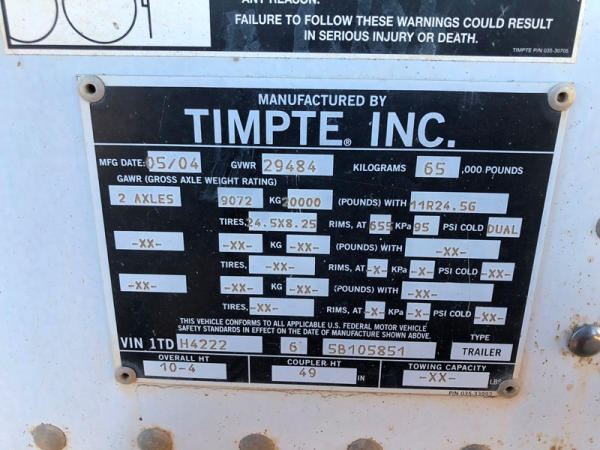 ANY REASON.
FAILURE TO FOLLOW THESE WARNINGS COULD RESULT
IN SERIOUS INJURY OR DEATH.
TIMPTE P/N 035-30705
MANUFACTURED BY
TIMPTE® INC.
MFG DATE: 05/04 GVWR 29484 KILOGRAMS 65 ,000 POUNDS
GAWR (GROSS AXLE WEIGHT RATING)
2 AXLES 9072 KG 20000 (POUNDS) WITH 11R24.5G
TIRES, 24.5X8.25 RIMS, AT 655 KPa 95 PSI COLD DUAL
-XX- -XX- KG -XX- (POUNDS) WITH -XX-
TIRES, -XX- RIMS, AT -X- KPa -X- PSI COLD -XX-
-XX- -XX- KG -XX- (POUNDS) WITH -XX-
TIRES, -XX- RIMS, AT -X- KPa -X- PSI COLD -XX-
THIS VEHICLE CONFORMS TO ALL APPLICABLE U.S. FEDERAL MOTOR VEHICLE
SAFETY STANDARDS IN EFFECT ON THE DATE OF MANUFACTURE SHOWN ABOVE.
TYPE
VIN 1TD H4222 6 5B105851 TRAILER
OVERALL HT COUPLER HT TOWING CAPACITY
10-4 49 IN -XX- LBS
P/N 035-33002